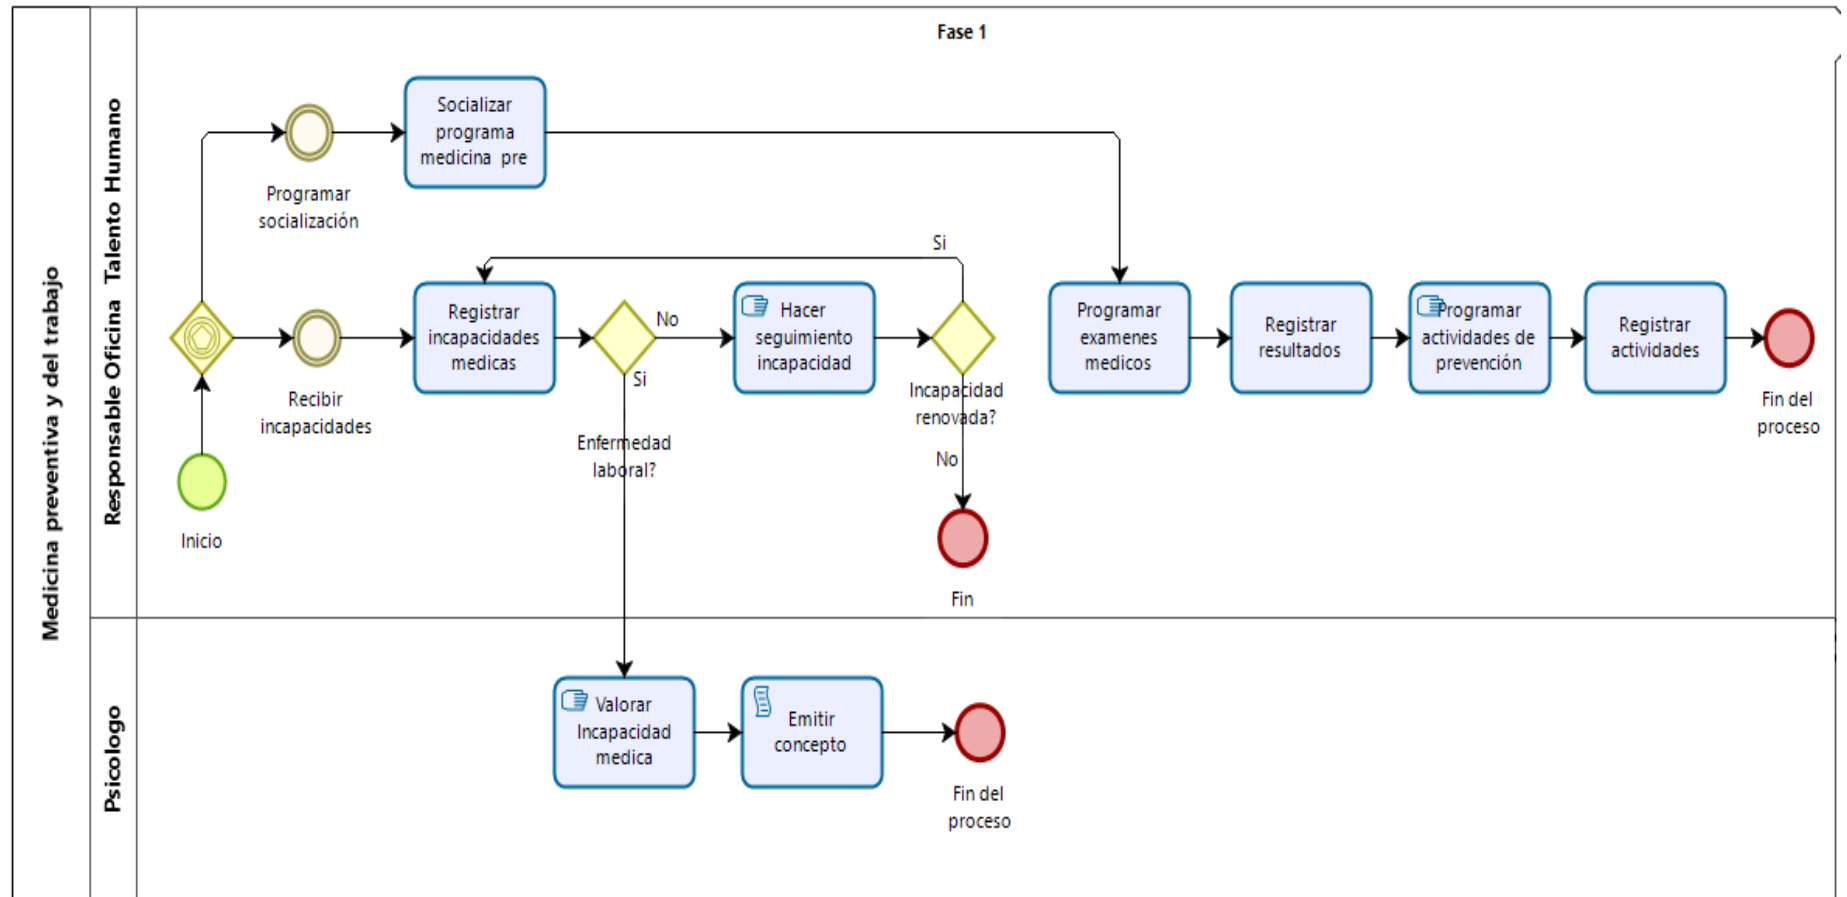 Medicina preventiva y del trabajo
Responsable Oficina Talento Humano
Fase 1
Socializar
programa
medicina pre
Programar
socialización
Si
Registrar
incapacidades
medicas
No
Hacer
seguimiento
incapacidad
Programar
examenes
medicos
Registrar
resultados
Programar
actividades de
prevención
Registrar
actividades
Si
Recibir
incapacidades
Incapacidad
renovada?
Fin del
proceso
Enfermedad
laboral?
No
Inicio
Fin
Psicologo
Valorar
Incapacidad
medica
Emitir
concepto
Fin del
proceso